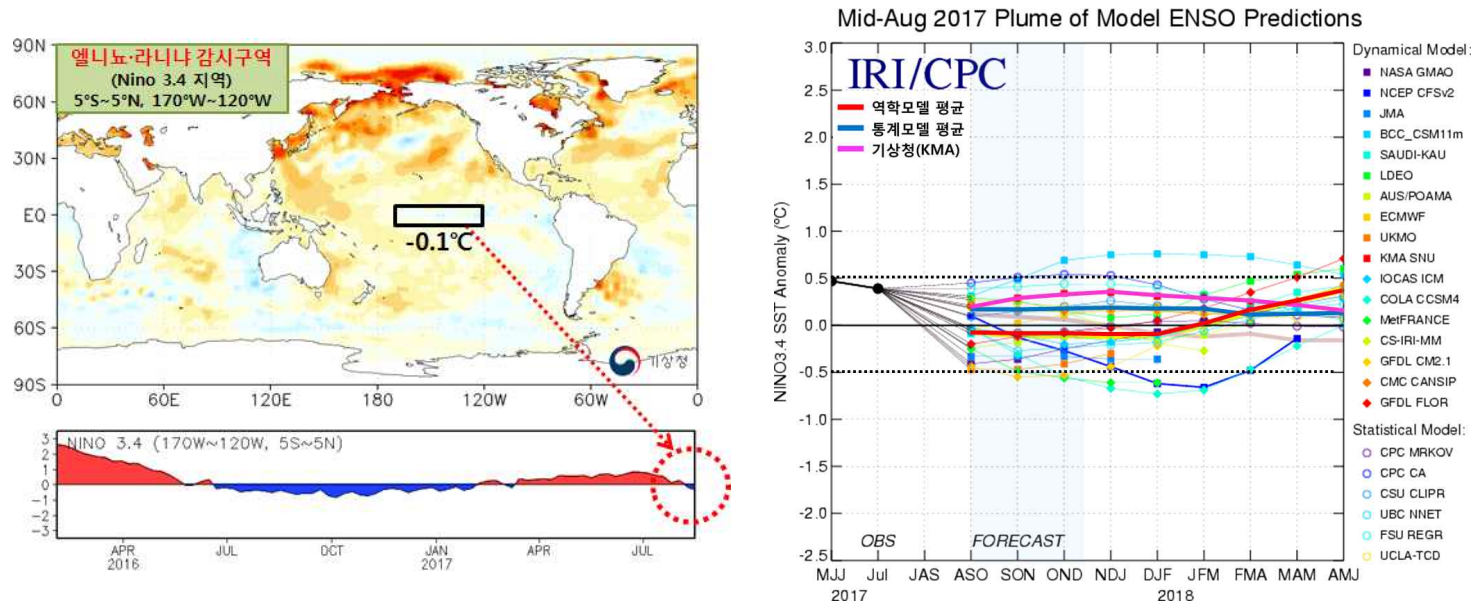 엘니뇨·라니냐 감시구역
(Nino 3.4 지역)
5°S~5°N, 170°W~120°W
90N
60N
30N
EQ
30S
60S
90S
-0.1℃
기상청
0
60E
120E
180
120W
60W
0
NINO 3.4 (170W~120W, 5S~5N)
3
2
1
0
-1
-2
-3
APR
2016
JUL
OCT
JAN
2017
APR
JUL
Mid-Aug 2017 Plume of Model ENSO Predictions
IRI/CPC
역학모델 평균
통계모델 평균
기상청(KMA)
NINO3.4 SST Anomaly (°C)
3.0
2.5
2.0
1.5
1.0
0.5
0.0
-0.5
-1.0
-1.5
-2.0
-2.5
OBS
FORECAST
MJJ
Jul
JAS
ASO
SON
OND
NDJ
DJF
JFM
FMA
MAM
AMJ
2017
2018
Dynamical Model:
NASA GMAO
NCEP CFSv2
JMA
BCC_CSM11m
SAUDI-KAU
LDEO
AUS/POAMA
ECMWF
UKMO
KMA SNU
IOCAS ICM
COLA CCSM4
MetFRANCE
CS-IRI-MM
GFDL CM2.1
CMC CANSIP
GFDL FLOR
Statistical Model:
CPC MRKOV
CPC CA
CSU CLIPR
UBC NNET
FSU REGR
UCLA-TCD